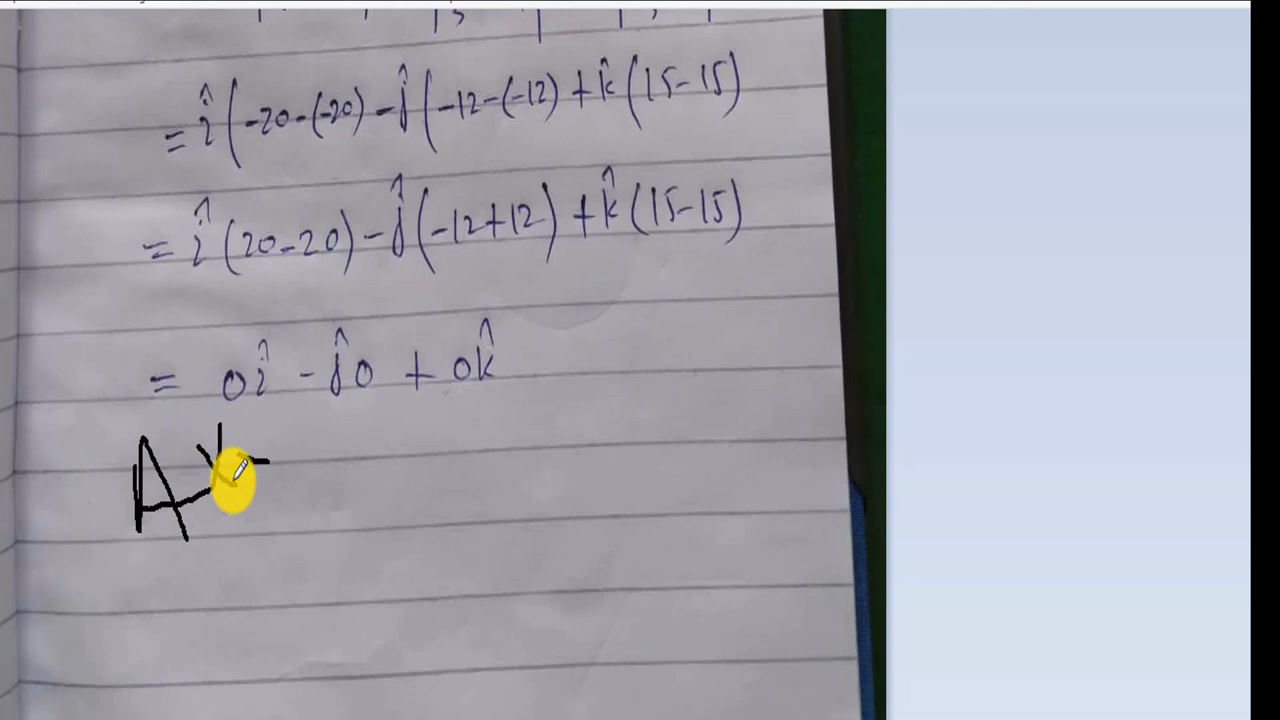 = î (-20-(-20) - ĵ (-12-(-12) + k̂ (15-15)
= î (20-20) - ĵ (-12+12) + k̂ (15-15)
= 0î - ĵ0 + 0k̂
A×